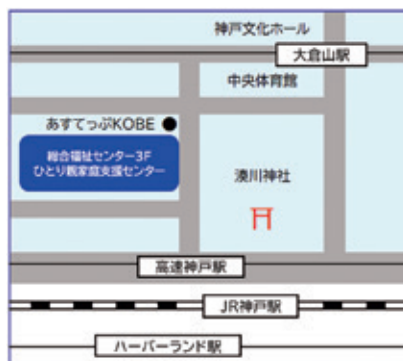 神戸文化ホール
大倉山駅
中央体育館
あすてっぷKOBE
総合福祉センター3F
ひとり親家庭支援センター
湊川神社
高速神戸駅
JR神戸駅
ハーバーランド駅